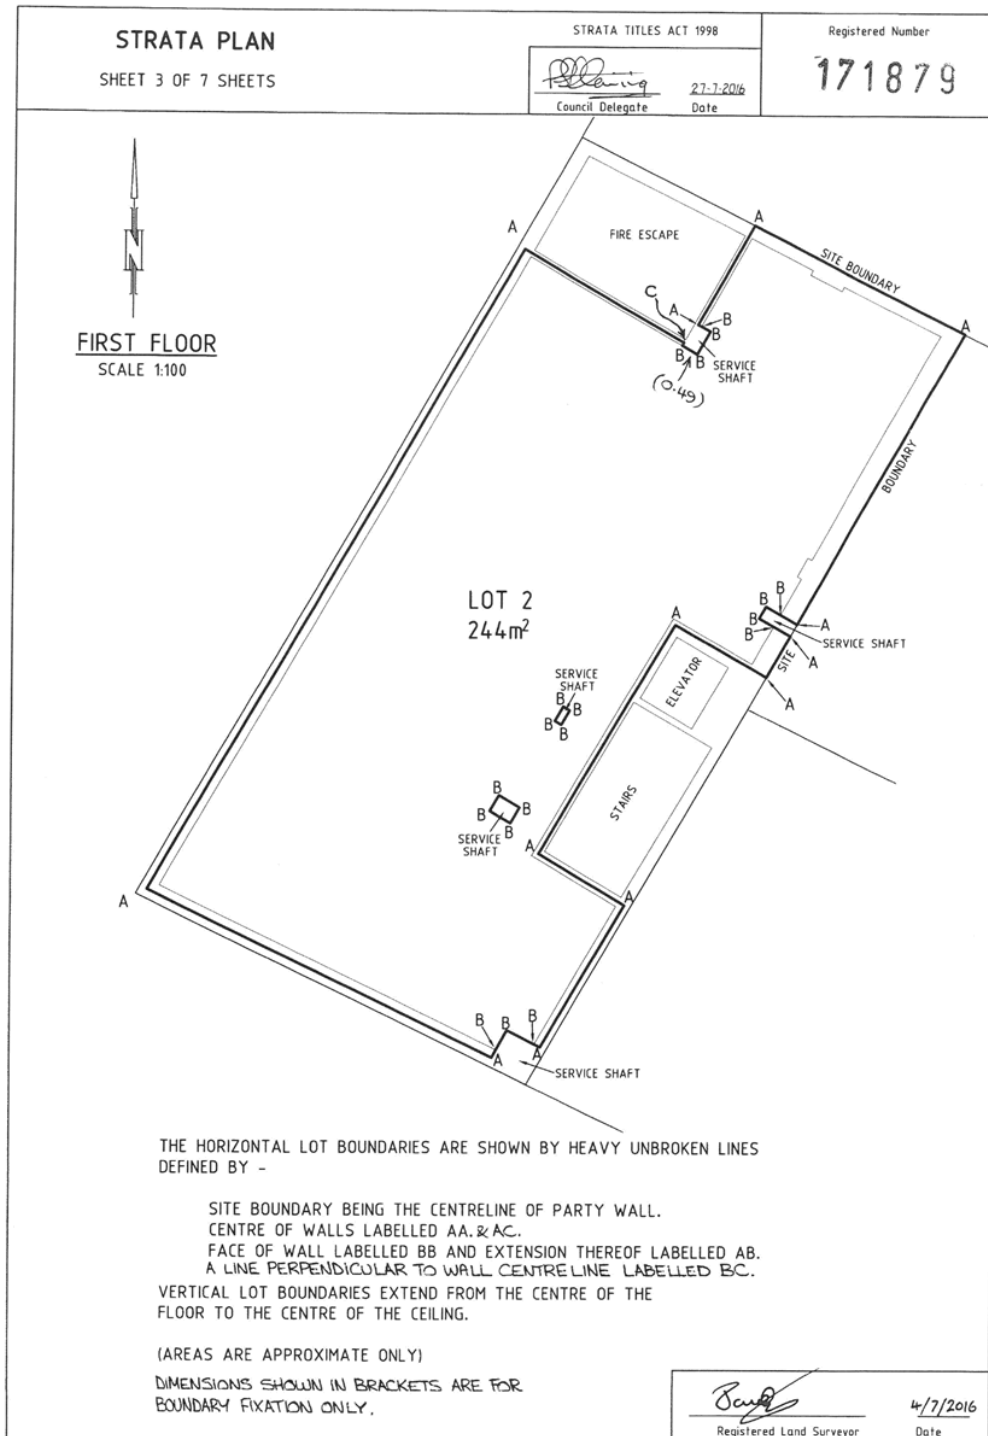 STRATA PLAN
SHEET 3 OF 7 SHEETS
STRATA TITLES ACT 1998
27-7-2016
Council Delegate
Date
Registered Number
171879
N
FIRST FLOOR
SCALE 1:100
A
FIRE ESCAPE
A
SITE BOUNDARY
A
C
A
B
B
B
B
SERVICE
SHAFT
(0.49)
BOUNDARY
LOT 2
244m²
B
B
B
B
A
SERVICE SHAFT
A
SITE
A
A
ELEVATOR
SERVICE
SHAFT
B
B
B
B
STAIRS
B
B
B
B
SERVICE
SHAFT
A
A
A
B
B
B
A
A
SERVICE SHAFT
THE HORIZONTAL LOT BOUNDARIES ARE SHOWN BY HEAVY UNBROKEN LINES
DEFINED BY -
SITE BOUNDARY BEING THE CENTRELINE OF PARTY WALL.
CENTRE OF WALLS LABELLED AA. & AC.
FACE OF WALL LABELLED BB AND EXTENSION THEREOF LABELLED AB.
A LINE PERPENDICULAR TO WALL CENTRELINE LABELLED BC.
VERTICAL LOT BOUNDARIES EXTEND FROM THE CENTRE OF THE
FLOOR TO THE CENTRE OF THE CEILING.
(AREAS ARE APPROXIMATE ONLY)
DIMENSIONS SHOWN IN BRACKETS ARE FOR
BOUNDARY FIXATION ONLY.
4/7/2016
Registered Land Surveyor
Date